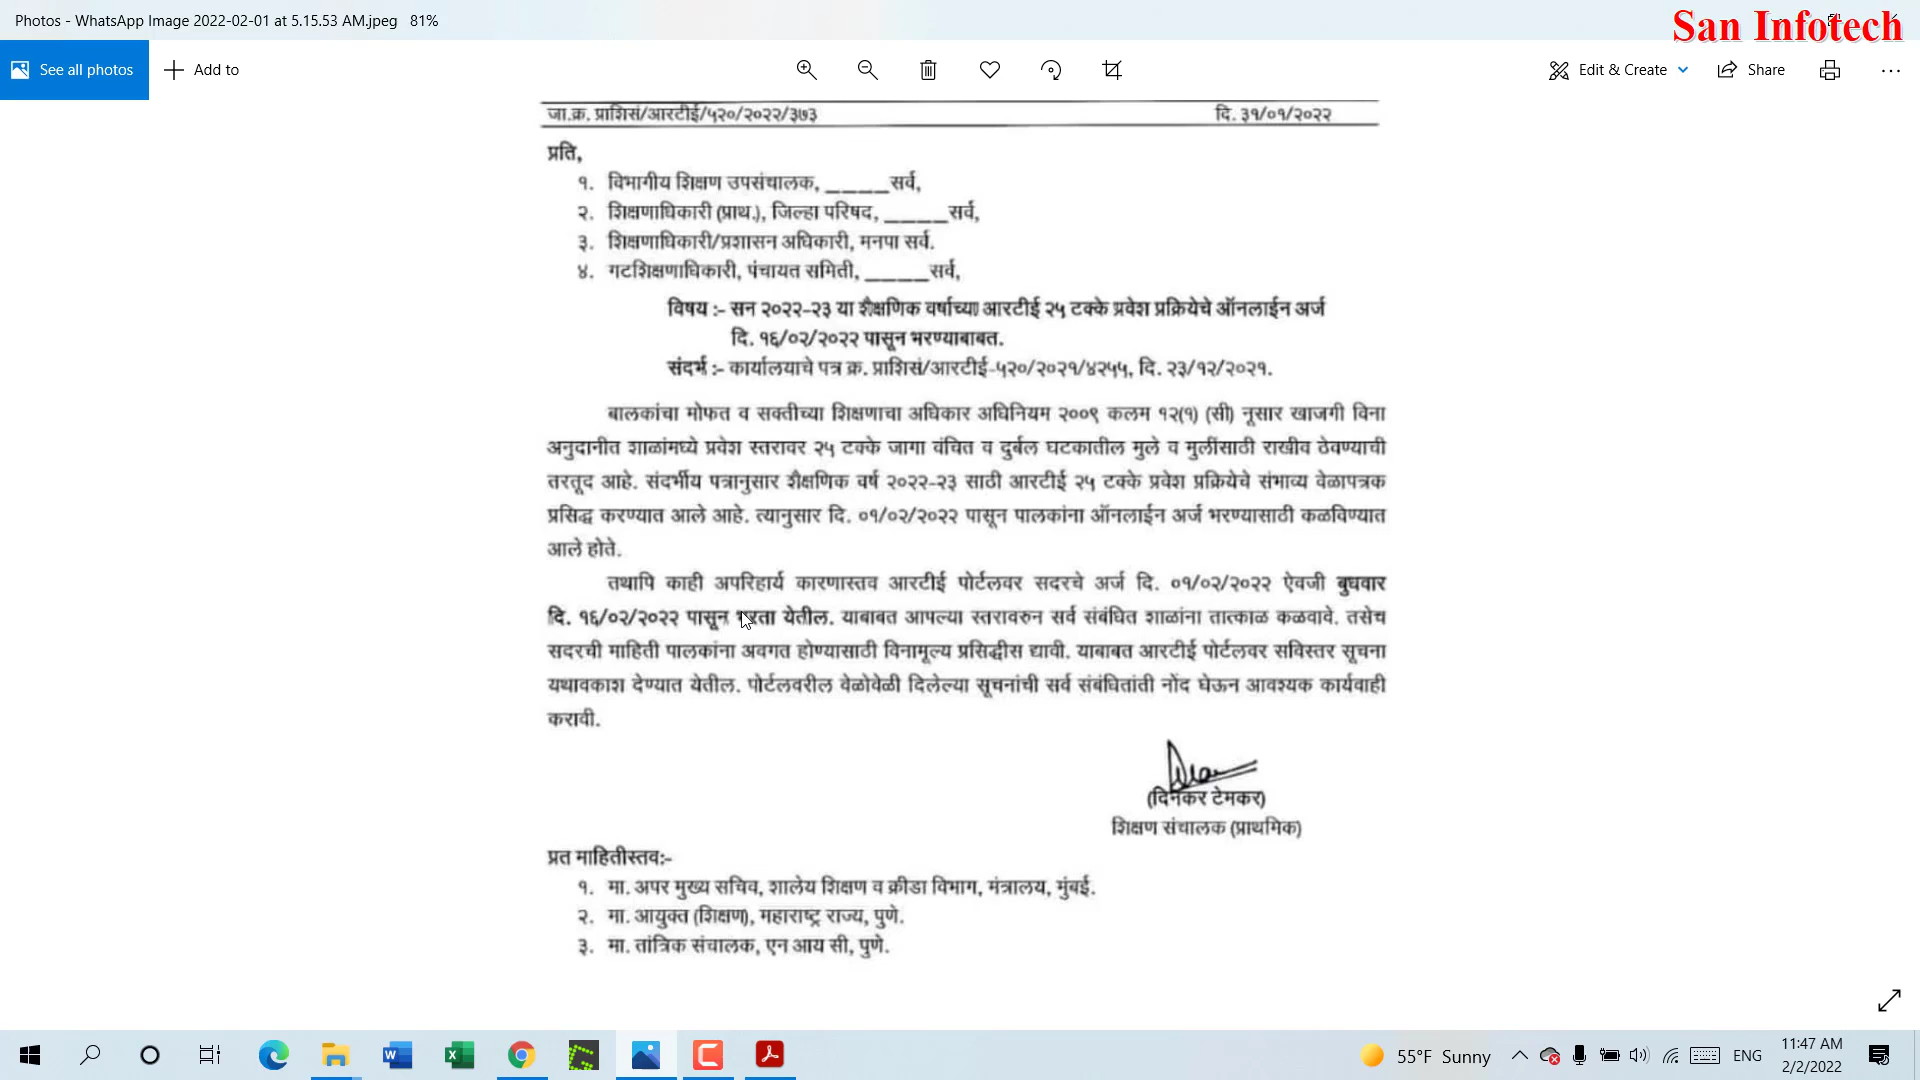 Photos - WhatsApp Image 2022-02-01 at 5.15.53 AM.jpeg 81%
San Infotech
See all photos
Add to
Edit & Create
Share
जा.क्र. प्राशिसं/आरटीई/५२०/२०२२/३७३ दि. ३१/०१/२०२२
प्रति,
१. विभागीय शिक्षण उपसंचालक, ____सर्व,
२. शिक्षणाधिकारी (प्राथ.), जिल्हा परिषद, ____सर्व,
३. शिक्षणाधिकारी/प्रशासन अधिकारी, मनपा सर्व.
४. गटशिक्षणाधिकारी, पंचायत समिती, ____सर्व,
विषय :- सन २०२२-२३ या शैक्षणिक वर्षाच्या आरटीई २५ टक्के प्रवेश प्रक्रियेचे ऑनलाईन अर्ज
दि. १६/०२/२०२२ पासून भरण्याबाबत.
संदर्भ :- कार्यालयाचे पत्र क्र. प्राशिसं/आरटीई-५२०/२०२१/४२५५, दि. २३/१२/२०२१.
बालकांचा मोफत व सक्तीच्या शिक्षणाचा अधिकार अधिनियम २००९ कलम १२(१) (सी) नूसार खाजगी विना
अनुदानीत शाळांमध्ये प्रवेश स्तरावर २५ टक्के जागा वंचित व दुर्बल घटकातील मुले व मुलींसाठी राखीव ठेवण्याची
तरतूद आहे. संदर्भीय पत्रानुसार शैक्षणिक वर्ष २०२२-२३ साठी आरटीई २५ टक्के प्रवेश प्रक्रियेचे संभाव्य वेळापत्रक
प्रसिद्ध करण्यात आले आहे. त्यानुसार दि. ०१/०२/२०२२ पासून पालकांना ऑनलाईन अर्ज भरण्यासाठी कळविण्यात
आले होते.
तथापि काही अपरिहार्य कारणास्तव आरटीई पोर्टलवर सदरचे अर्ज दि. ०१/०२/२०२२ ऐवजी बुधवार
दि. १६/०२/२०२२ पासून भरता येतील. याबाबत आपल्या स्तरावरुन सर्व संबंधित शाळांना तात्काळ कळवावे. तसेच
सदरची माहिती पालकांना अवगत होण्यासाठी विनामूल्य प्रसिद्धीस द्यावी. याबाबत आरटीई पोर्टलवर सविस्तर सूचना
यथावकाश देण्यात येतील. पोर्टलवरील वेळोवेळी दिलेल्या सूचनांची सर्व संबंधितांती नोंद घेऊन आवश्यक कार्यवाही
करावी.
(दिनकर टेमकर)
शिक्षण संचालक (प्राथमिक)
प्रत माहितीस्तव:-
१. मा. अपर मुख्य सचिव, शालेय शिक्षण व क्रीडा विभाग, मंत्रालय, मुंबई.
२. मा. आयुक्त (शिक्षण), महाराष्ट्र राज्य, पुणे.
३. मा. तांत्रिक संचालक, एन आय सी, पुणे.
55°F Sunny
ENG
11:47 AM
2/2/2022